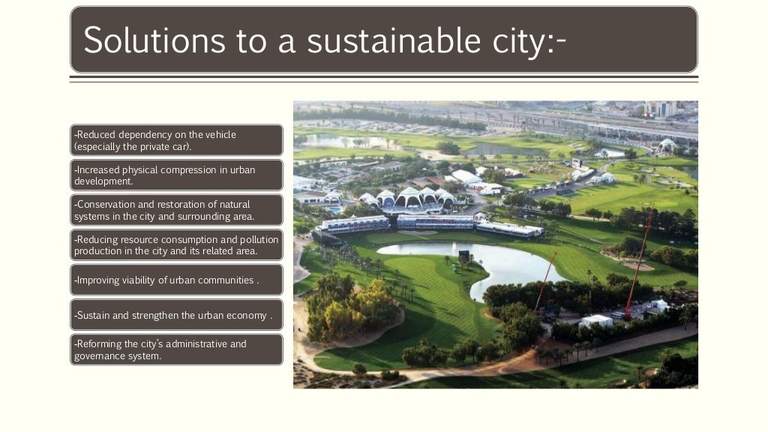 Solutions to a sustainable city:-
-Reduced dependency on the vehicle
(especially the private car).
-Increased physical compression in urban
development.
-Conservation and restoration of natural
systems in the city and surrounding area.
-Reducing resource consumption and pollution
production in the city and its related area.
-Improving viability of urban communities .
-Sustain and strengthen the urban economy .
-Reforming the city's administrative and
governance system.